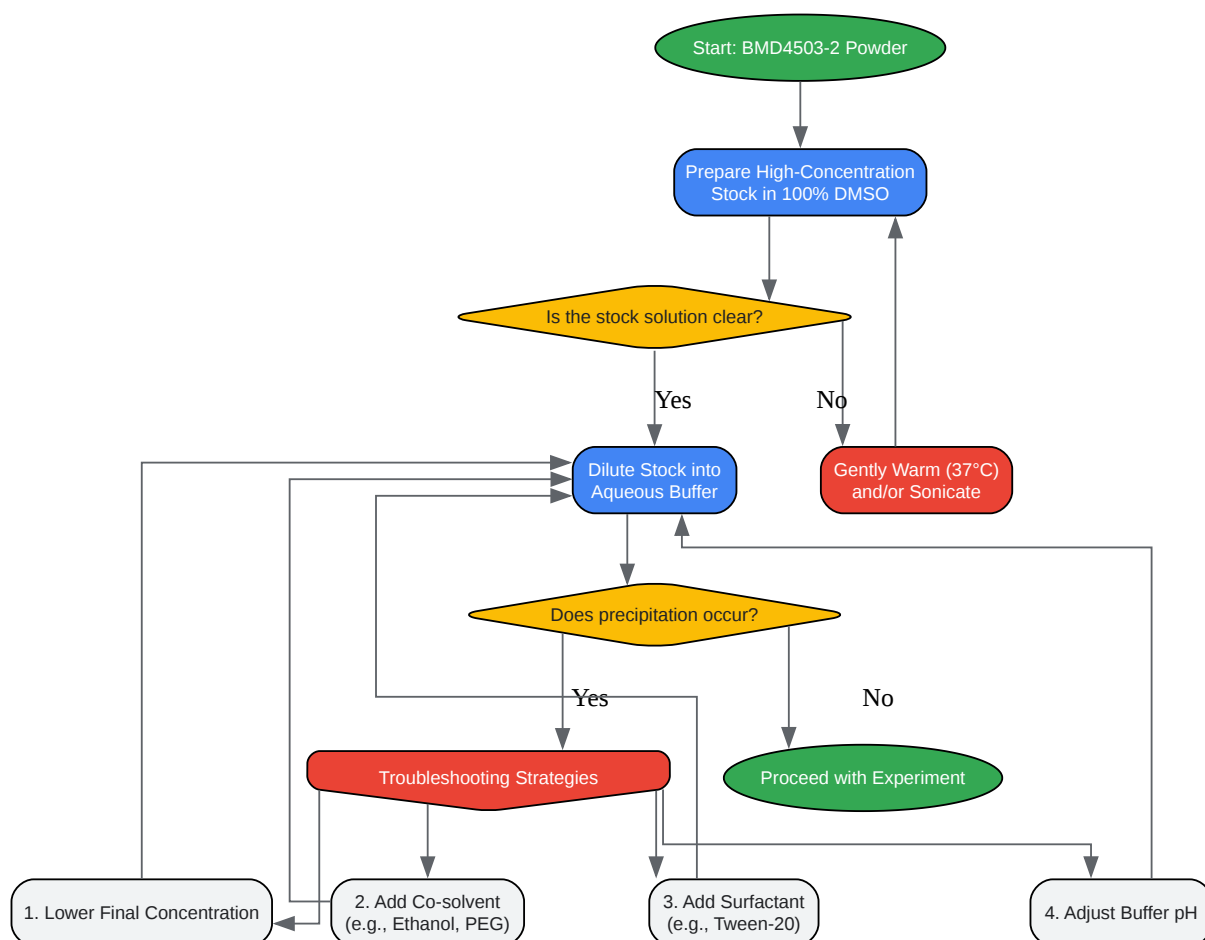 Start: BMD4503-2 Powder
Prepare High-Concentration
Stock in 100% DMSO
Is the stock solution clear?
Yes
No
Dilute Stock into
Aqueous Buffer
Gently Warm (37°C)
and/or Sonicate
Does precipitation occur?
Yes
No
Troubleshooting Strategies
Proceed with Experiment
1. Lower Final Concentration
2. Add Co-solvent
(e.g., Ethanol, PEG)
3. Add Surfactant
(e.g., Tween-20)
4. Adjust Buffer pH